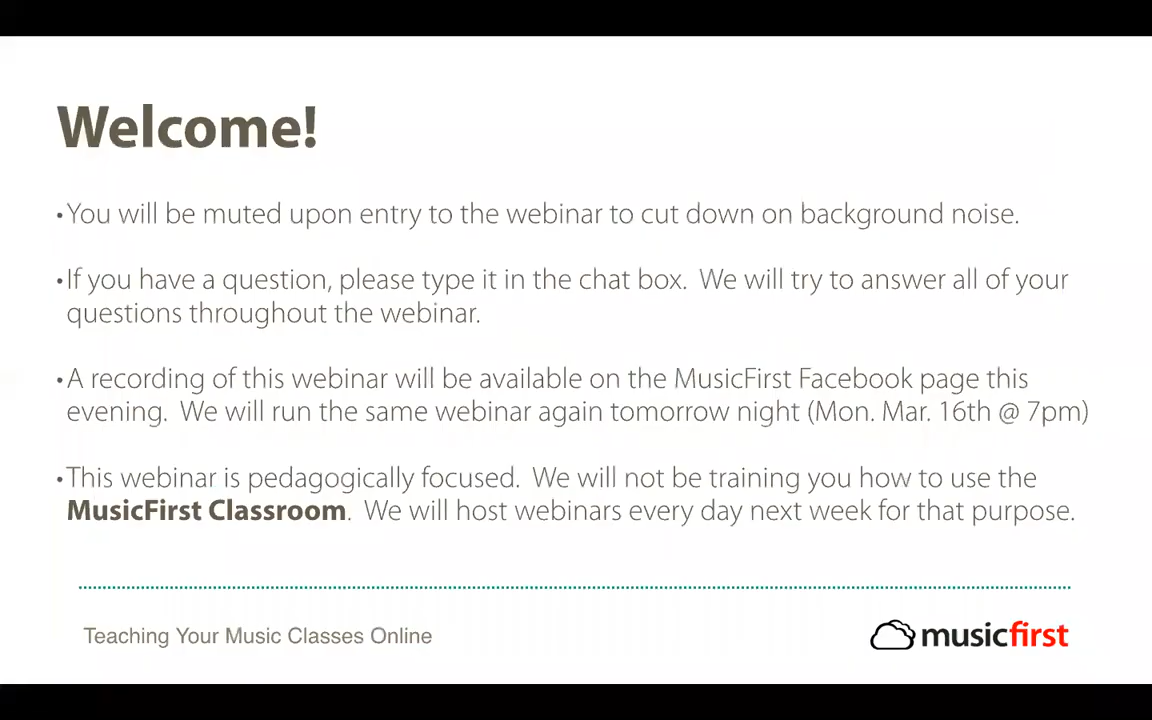 Welcome!
•You will be muted upon entry to the webinar to cut down on background noise.
•If you have a question, please type it in the chat box.  We will try to answer all of your
questions throughout the webinar.
•A recording of this webinar will be available on the MusicFirst Facebook page this
evening.  We will run the same webinar again tomorrow night (Mon. Mar. 16th @ 7pm)
•This webinar is pedagogically focused.  We will not be training you how to use the
MusicFirst Classroom.  We will host webinars every day next week for that purpose.
Teaching Your Music Classes Online
musicfirst